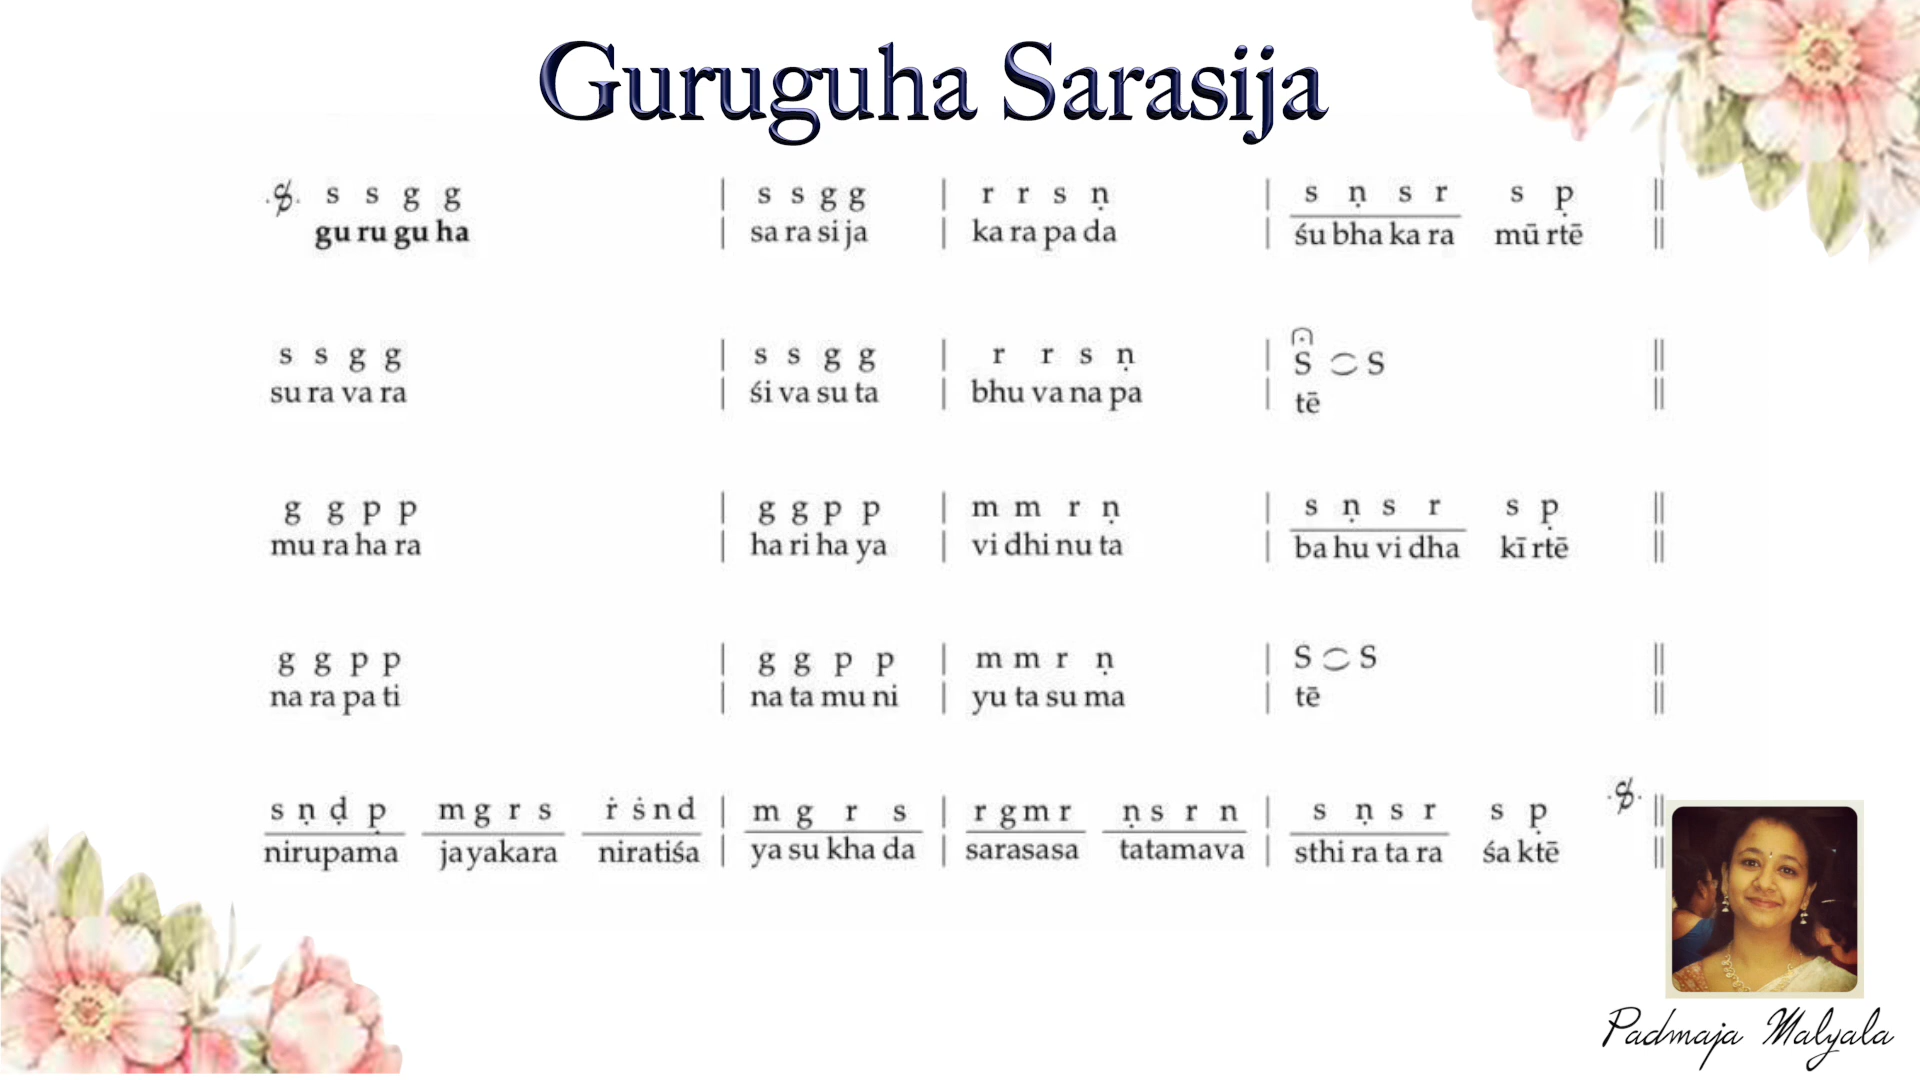 Guruguha Sarasija
.𝄋. s s g g | s s g g | r r s ṇ | s ṇ s r s p̣ ||
gu ru gu ha | sa ra si ja | ka ra pa da | śu bha ka ra mū rtē ||
s s g g | s s g g | r r s ṇ | S ⁐ S ||
su ra va ra | śi va su ta | bhu va na pa | tē ||
g g p p | g g p p | m m r ṇ | s ṇ s r s p̣ ||
mu ra ha ra | ha ri ha ya | vi dhi nu ta | ba hu vi dha kī rtē ||
g g p p | g g p p | m m r ṇ | S ⁐ S ||
na ra pa ti | na ta mu ni | yu ta su ma | tē ||
s ṇ ḍ p̣ m g r s ṙ ṡ n d | m g r s | r g m r ṇ s r n | s ṇ s r s p̣ .𝄋. ||
nirupama jayakara niratiśa | ya su kha da | sarasasa tatamava | sthi ra ta ra śa ktē ||
Padmaja Malyala